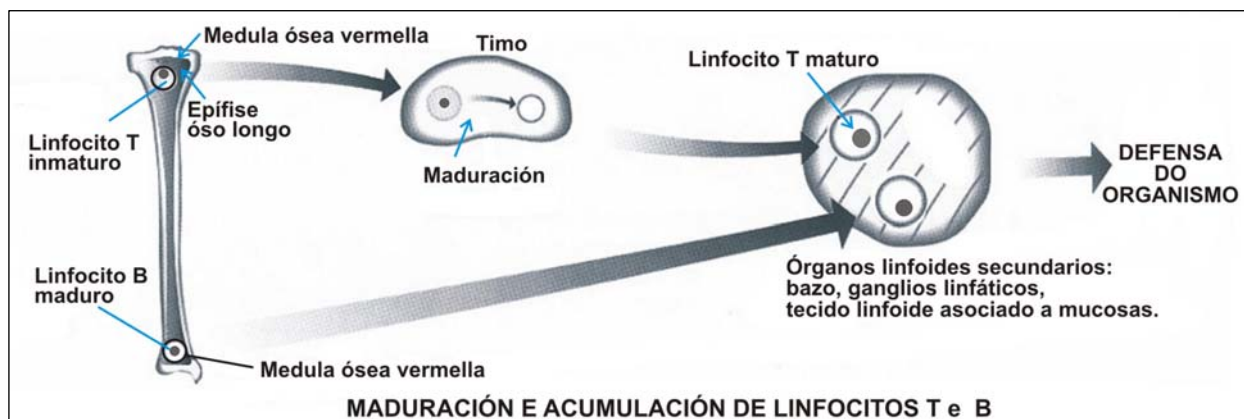 Medula ósea vermella
Timo
Linfocito T maturo
Epífise
óso longo
Linfocito T
inmaturo
Maduración
DEFENSA
DO
ORGANISMO
Linfocito B
maduro
Órganos linfoides secundarios:
bazo, ganglios linfáticos,
tecido linfoide asociado a mucosas.
Medula ósea vermella
MADURACIÓN E ACUMULACIÓN DE LINFOCITOS T e B